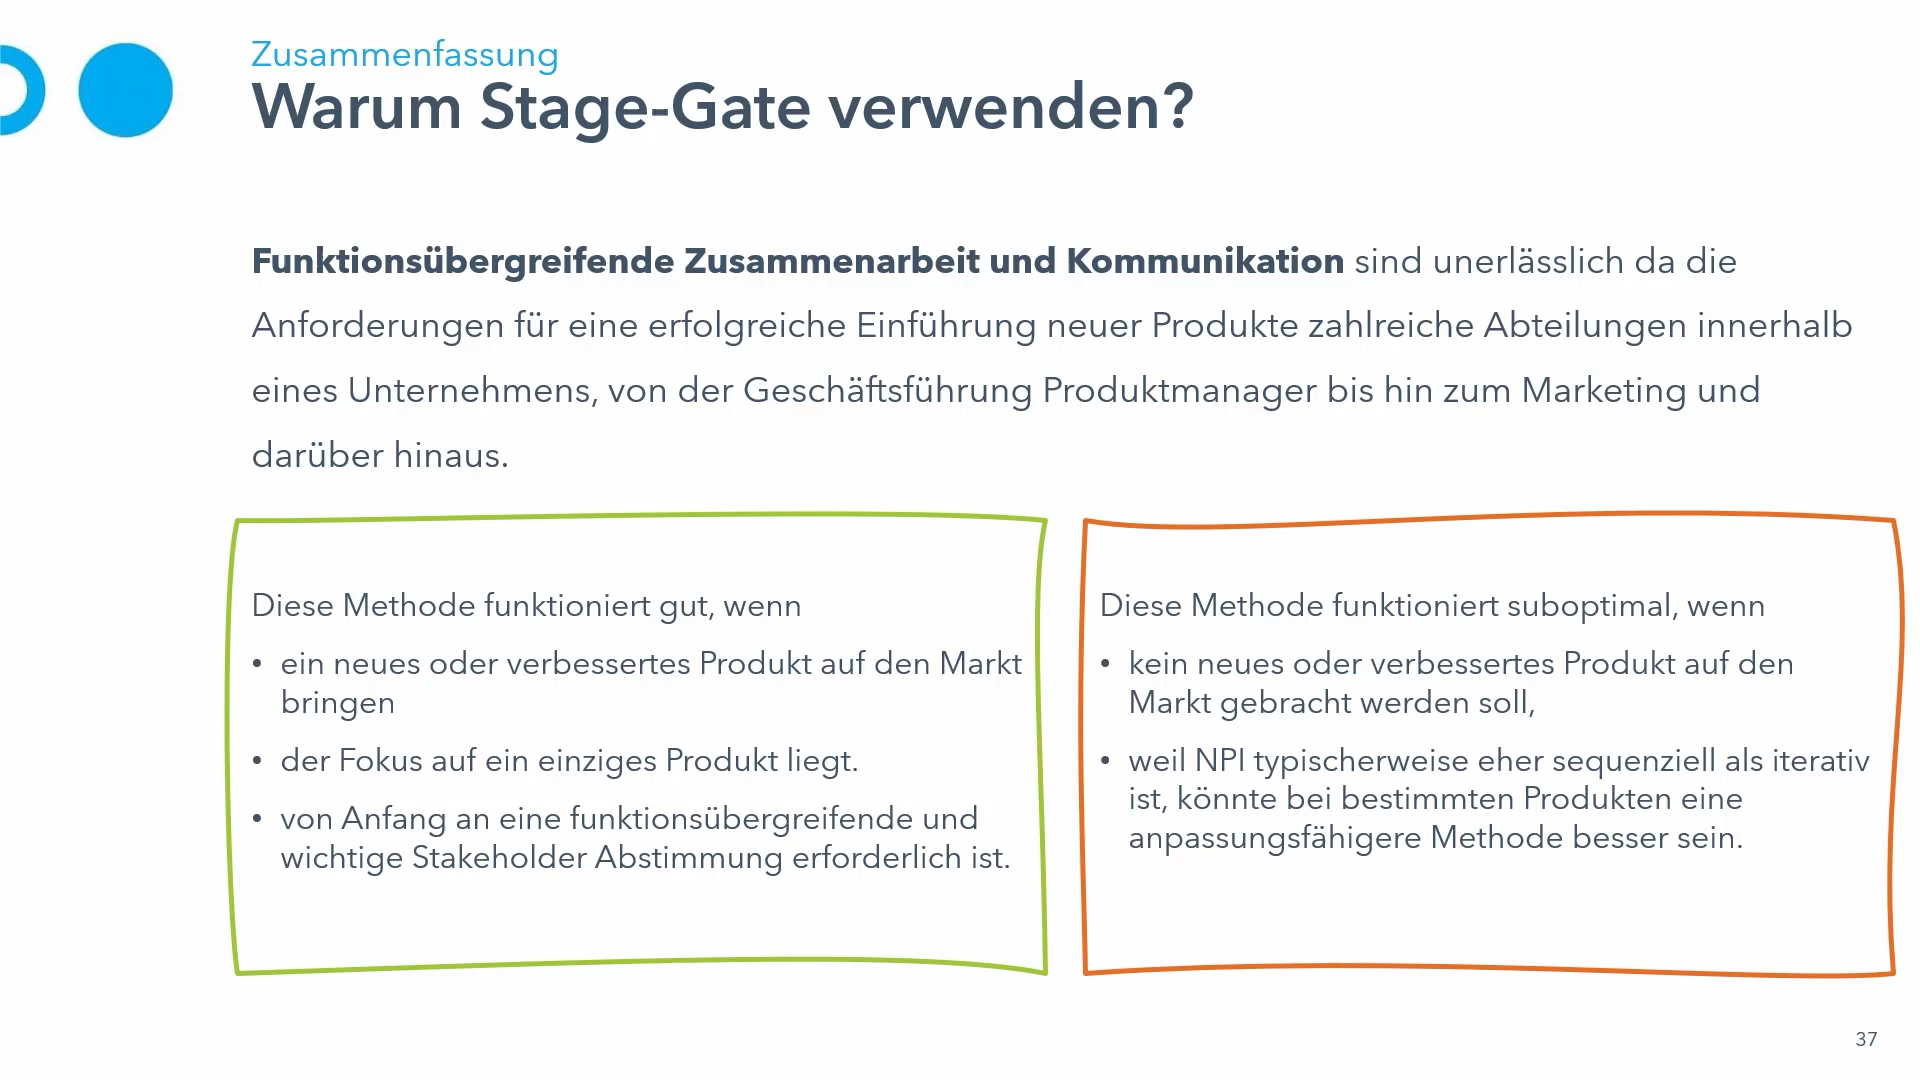 Zusammenfassung
Warum Stage-Gate verwenden?
Funktionsübergreifende Zusammenarbeit und Kommunikation sind unerlässlich da die
Anforderungen für eine erfolgreiche Einführung neuer Produkte zahlreiche Abteilungen innerhalb
eines Unternehmens, von der Geschäftsführung Produktmanager bis hin zum Marketing und
darüber hinaus.
Diese Methode funktioniert gut, wenn
• ein neues oder verbessertes Produkt auf den Markt
bringen
• der Fokus auf ein einziges Produkt liegt.
• von Anfang an eine funktionsübergreifende und
wichtige Stakeholder Abstimmung erforderlich ist.
Diese Methode funktioniert suboptimal, wenn
• kein neues oder verbessertes Produkt auf den
Markt gebracht werden soll,
• weil NPI typischerweise eher sequenziell als iterativ
ist, könnte bei bestimmten Produkten eine
anpassungsfähigere Methode besser sein.
37